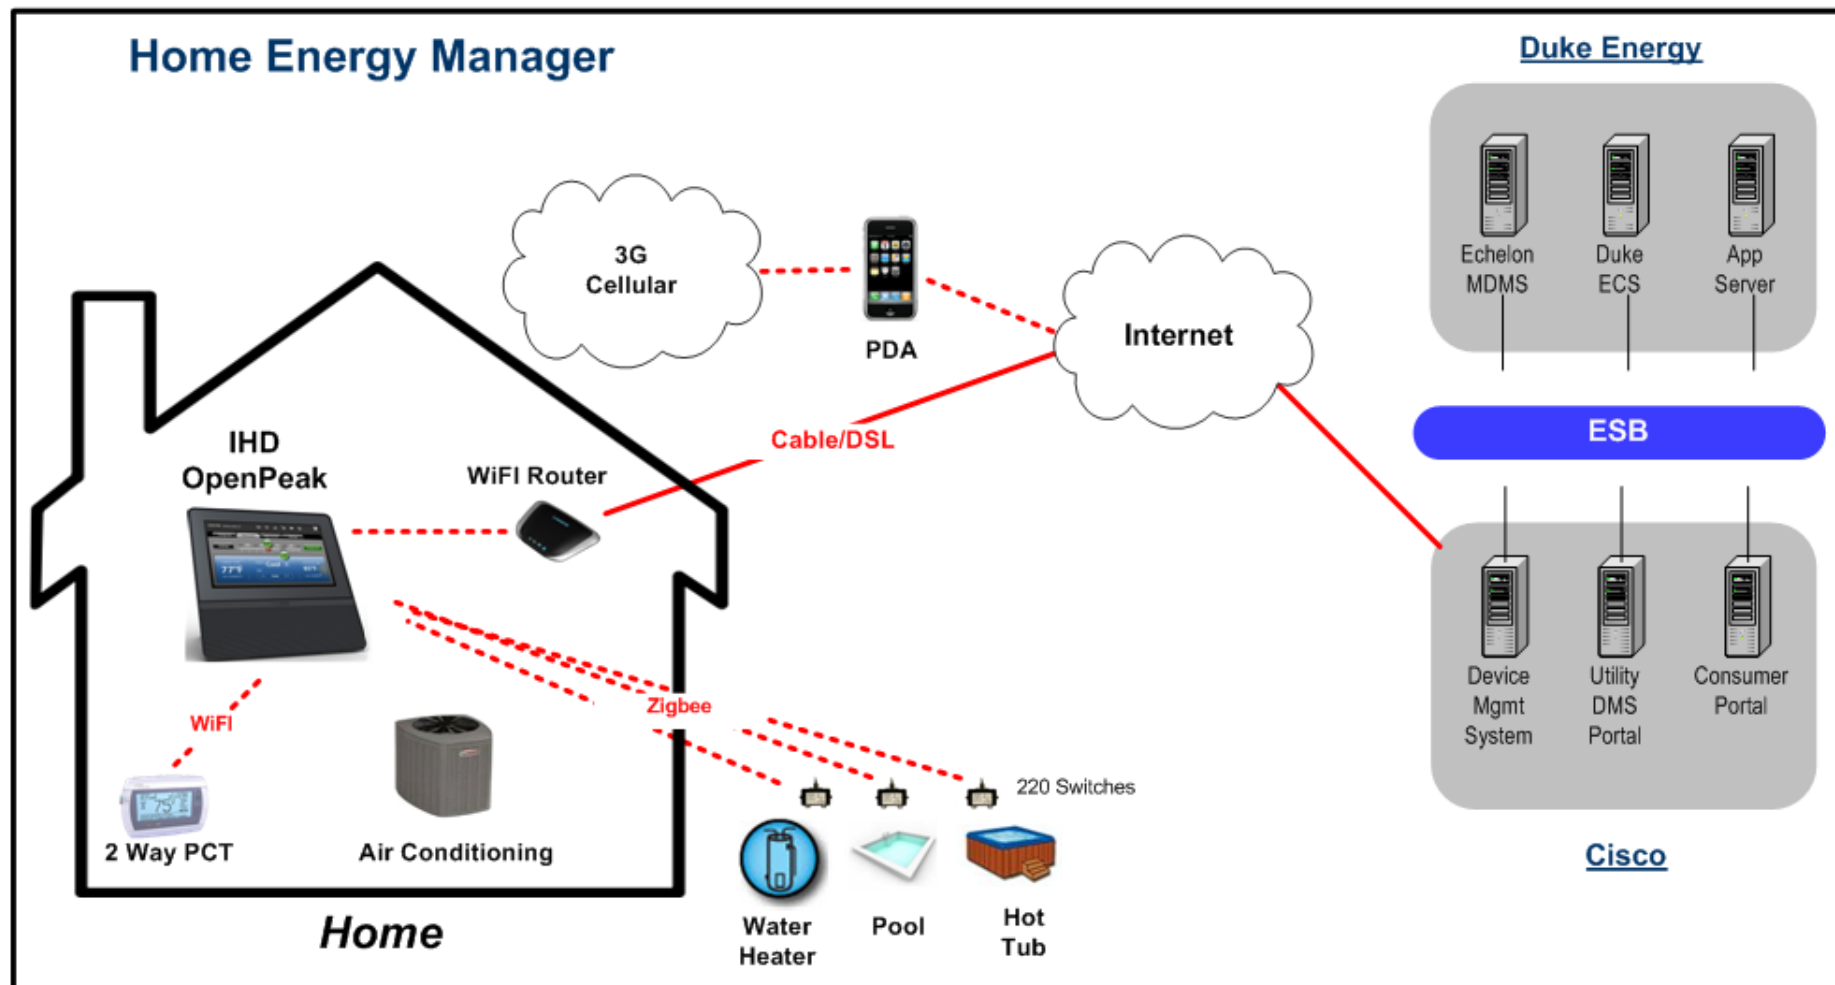 Home Energy Manager
Duke Energy
Echelon
MDMS
Duke
ECS
App
Server
3G
Cellular
PDA
Internet
ESB
Cable/DSL
IHD
OpenPeak
WiFI Router
77°F
WiFI
Zigbee
75°
2 Way PCT
Air Conditioning
220 Switches
Water
Heater
Pool
Hot
Tub
Home
Device
Mgmt
System
Utility
DMS
Portal
Consumer
Portal
Cisco